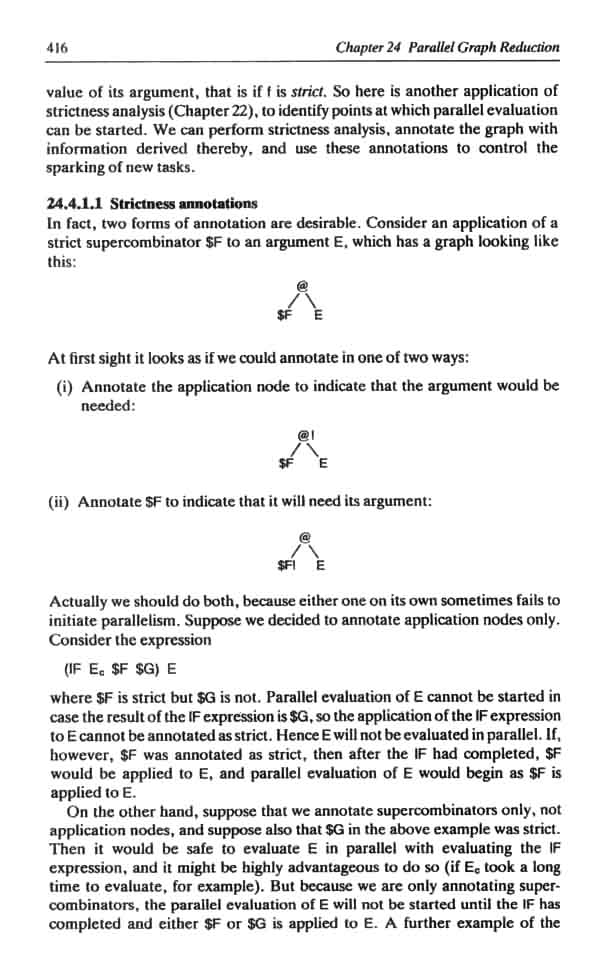 416
Chapter 24 Parallel Graph Reduction
value of its argument, that is if f is strict. So here is another application of
strictness analysis (Chapter 22), to identify points at which parallel evaluation
can be started. We can perform strictness analysis, annotate the graph with
information derived thereby, and use these annotations to control the
sparking of new tasks.
24.4.1.1 Strictness annotations
In fact, two forms of annotation are desirable. Consider an application of a
strict supercombinator $F to an argument E, which has a graph looking like
this:
@
$F E
At first sight it looks as if we could annotate in one of two ways:
(i) Annotate the application node to indicate that the argument would be
needed:
@!
$F E
(ii) Annotate $F to indicate that it will need its argument:
@
$F! E
Actually we should do both, because either one on its own sometimes fails to
initiate parallelism. Suppose we decided to annotate application nodes only.
Consider the expression
(IF Ec $F $G) E
where $F is strict but $G is not. Parallel evaluation of E cannot be started in
case the result of the IF expression is $G, so the application of the IF expression
to E cannot be annotated as strict. Hence E will not be evaluated in parallel. If,
however, $F was annotated as strict, then after the IF had completed, $F
would be applied to E, and parallel evaluation of E would begin as $F is
applied to E.
On the other hand, suppose that we annotate supercombinators only, not
application nodes, and suppose also that $G in the above example was strict.
Then it would be safe to evaluate E in parallel with evaluating the IF
expression, and it might be highly advantageous to do so (if Ec took a long
time to evaluate, for example). But because we are only annotating super-
combinators, the parallel evaluation of E will not be started until the IF has
completed and either $F or $G is applied to E. A further example of the